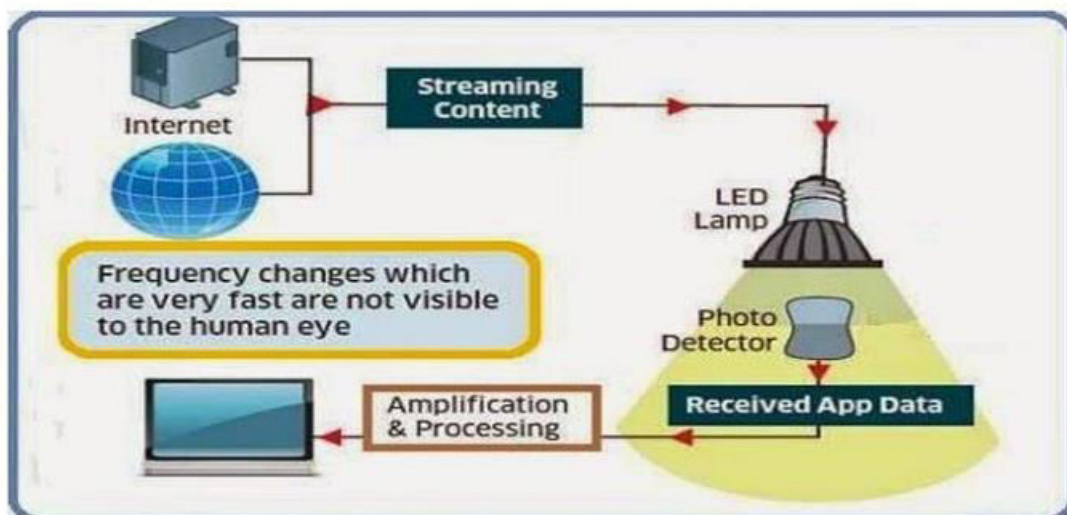 Internet
Streaming
Content
LED
Lamp
Frequency changes which
are very fast are not visible
to the human eye
Photo
Detector
Received App Data
Amplification
& Processing